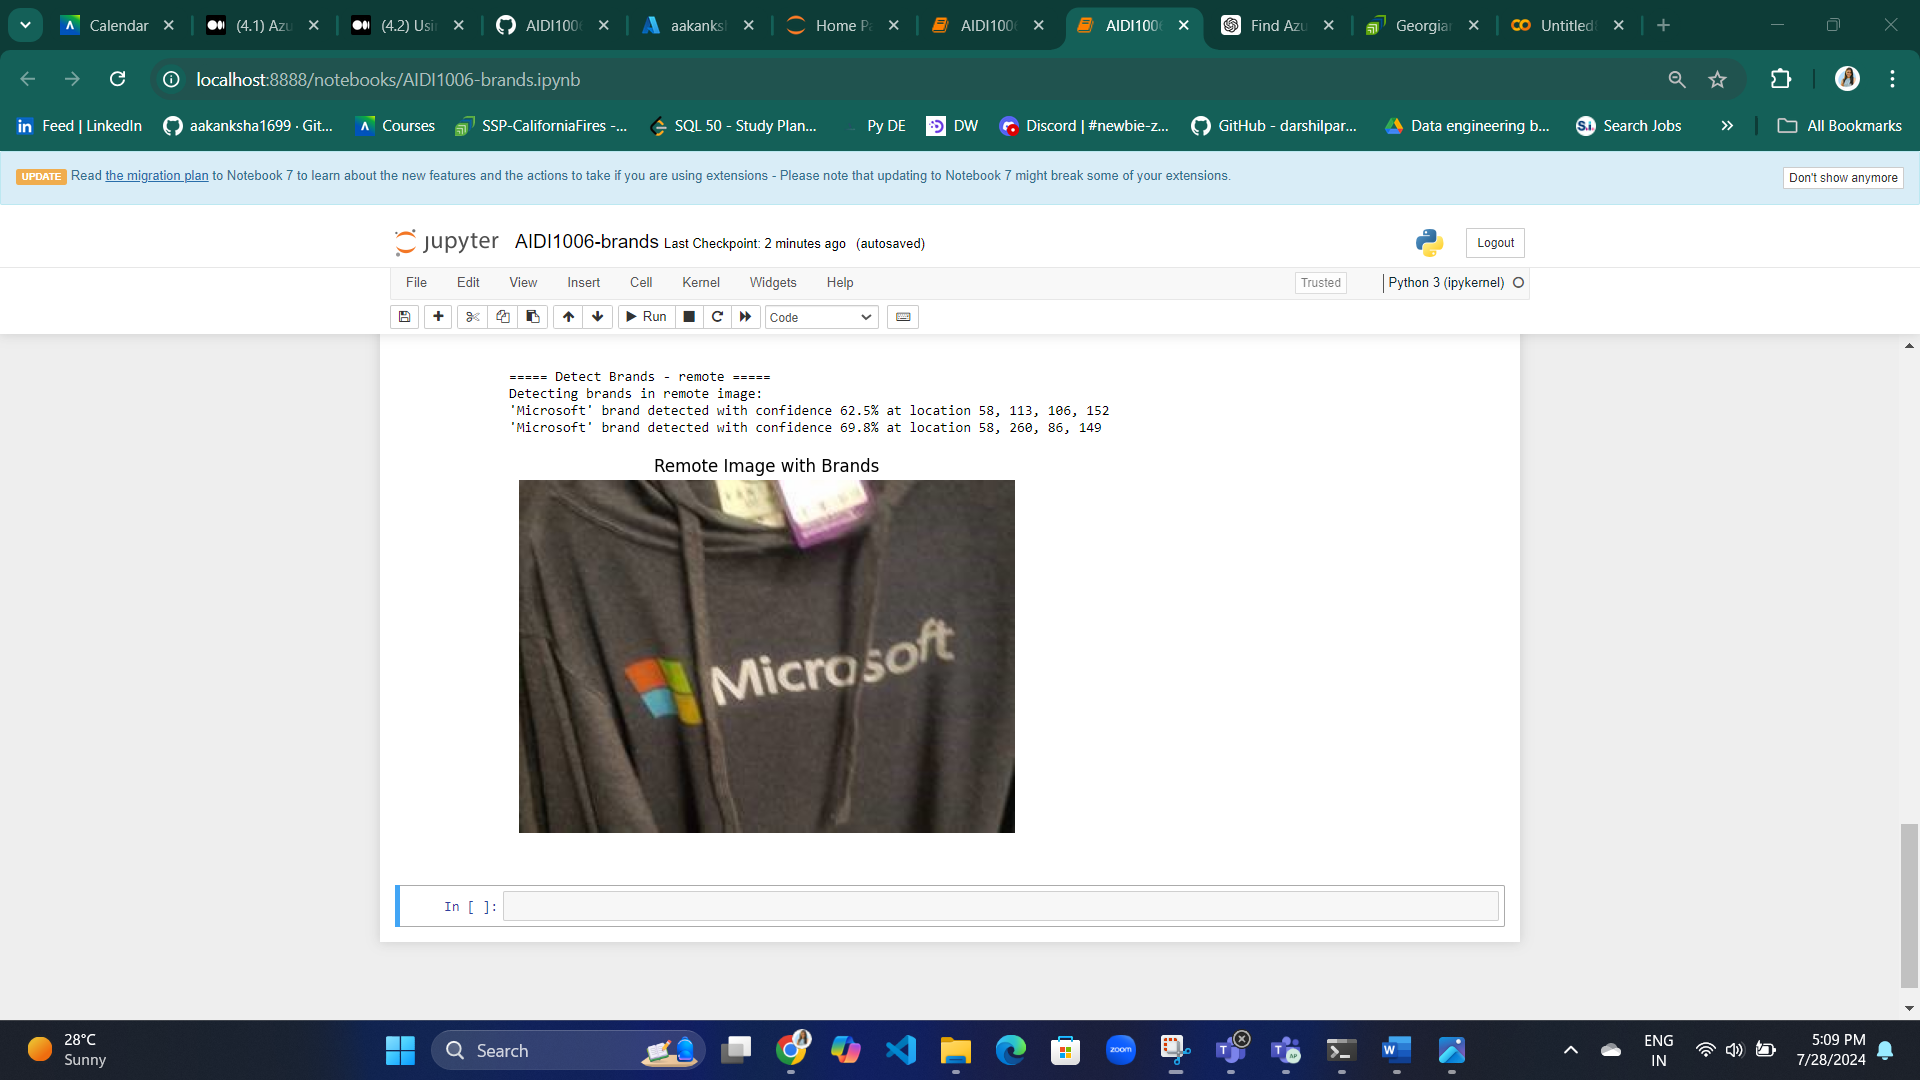 Calendar
(4.1) Azu
(4.2) Usi
AIDI100
aakanksl
Home Pa
AIDI100
AIDI100
Find Azu
Georgiar
Untitled
localhost:8888/notebooks/AIDI1006-brands.ipynb
Feed | LinkedIn
aakanksha1699 · Git...
Courses
SSP-CaliforniaFires -...
SQL 50 - Study Plan...
Py DE
DW
Discord | #newbie-z...
GitHub - darshilpar...
Data engineering b...
S.i.
Search Jobs
All Bookmarks
UPDATE Read the migration plan to Notebook 7 to learn about the new features and the actions to take if you are using extensions - Please note that updating to Notebook 7 might break some of your extensions.
Don't show anymore
jupyter AIDI1006-brands Last Checkpoint: 2 minutes ago (autosaved)
Logout
File Edit View Insert Cell Kernel Widgets Help
Trusted
Python 3 (ipykernel)
Run
Code
===== Detect Brands - remote =====
Detecting brands in remote image:
'Microsoft' brand detected with confidence 62.5% at location 58, 113, 106, 152
'Microsoft' brand detected with confidence 69.8% at location 58, 260, 86, 149
Remote Image with Brands
Microsoft
In [ ]:
28°C
Sunny
Search
zoom
AP
ENG
IN
5:09 PM
7/28/2024